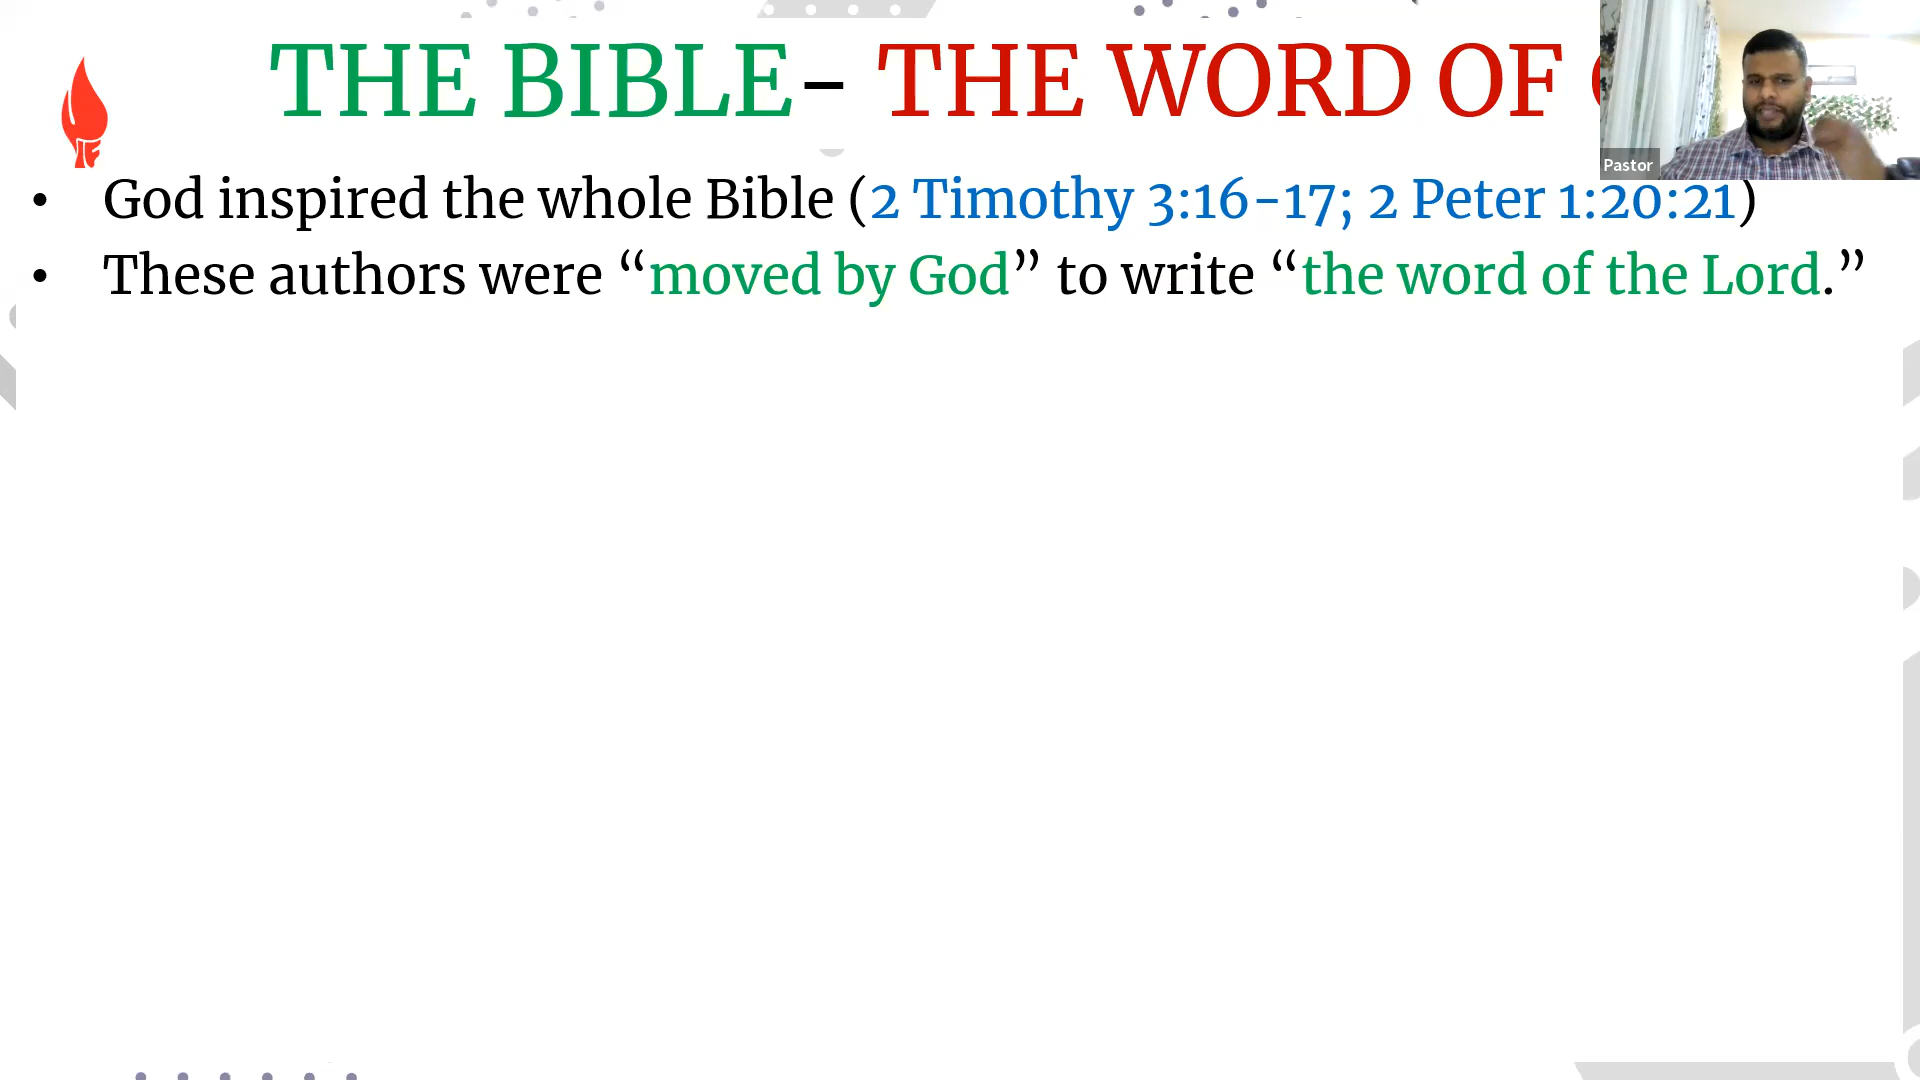 THE BIBLE– THE WORD OF
Pastor
• God inspired the whole Bible (2 Timothy 3:16-17; 2 Peter 1:20:21)
• These authors were “moved by God” to write “the word of the Lord.”